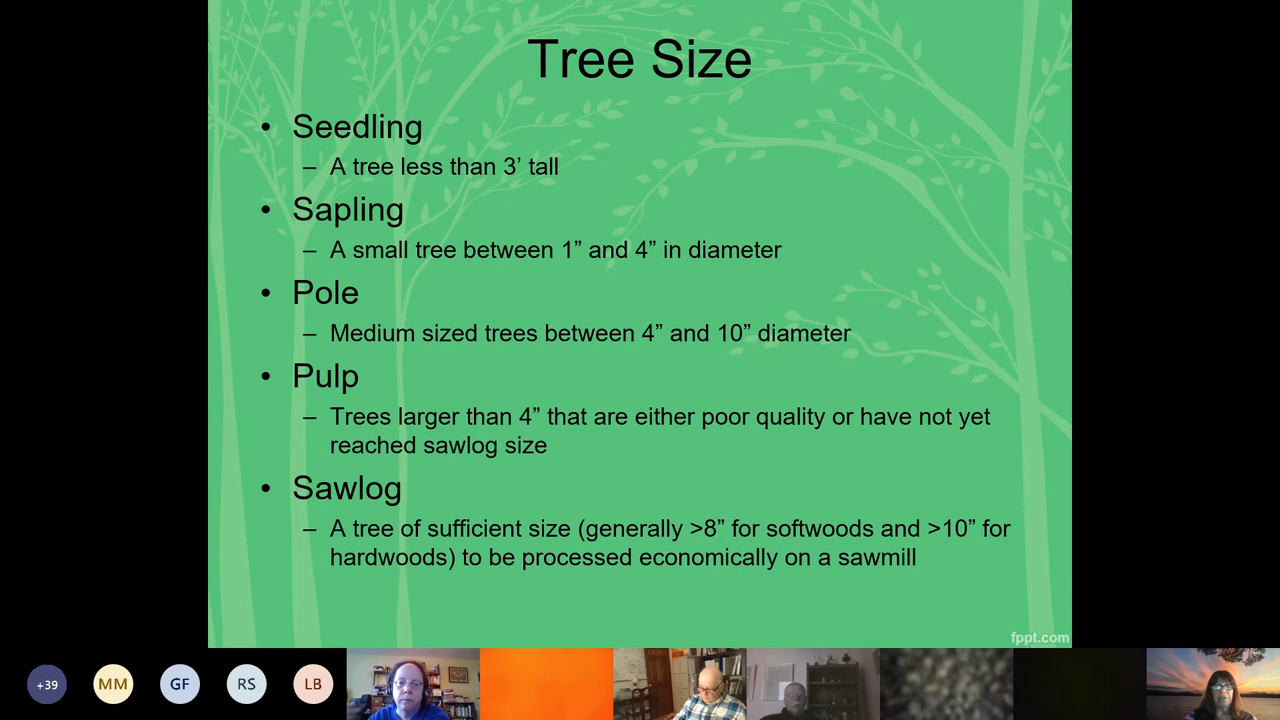 Tree Size
• Seedling
– A tree less than 3’ tall
• Sapling
– A small tree between 1” and 4” in diameter
• Pole
– Medium sized trees between 4” and 10” diameter
• Pulp
– Trees larger than 4” that are either poor quality or have not yet
reached sawlog size
• Sawlog
– A tree of sufficient size (generally >8” for softwoods and >10” for
hardwoods) to be processed economically on a sawmill
fppt.com
+39 MM GF RS LB